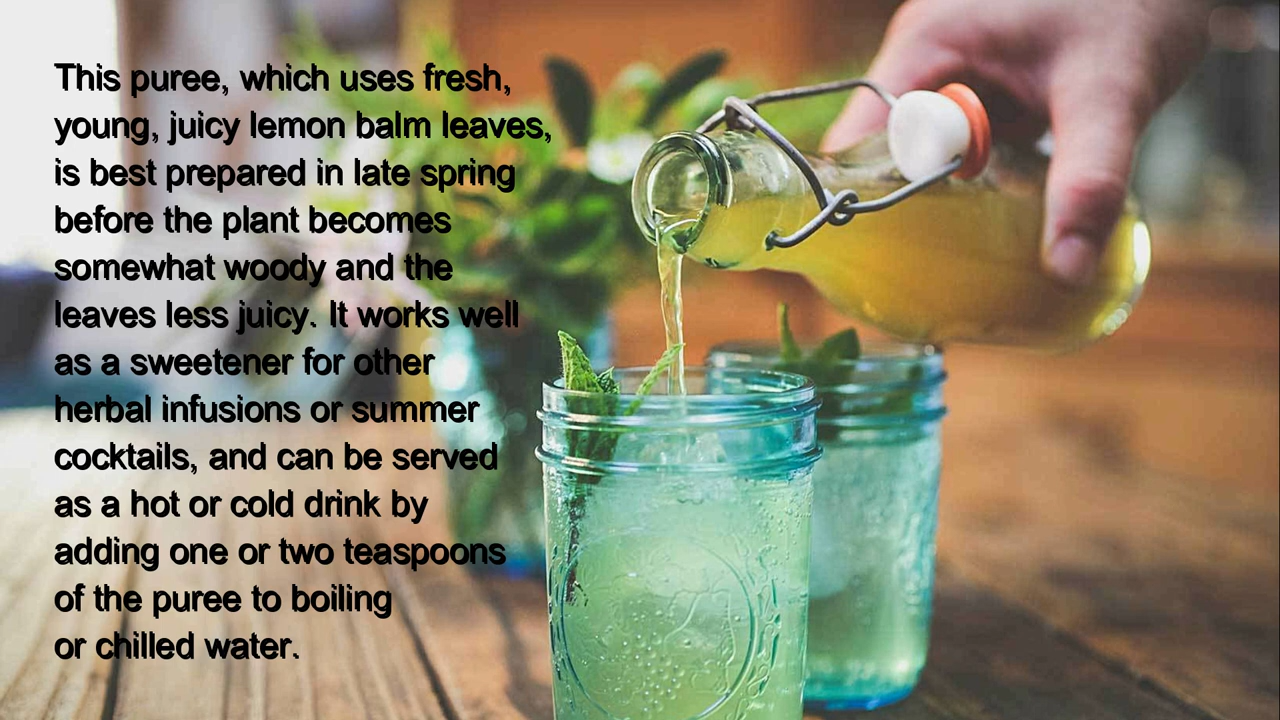 This puree, which uses fresh,
young, juicy lemon balm leaves,
is best prepared in late spring
before the plant becomes
somewhat woody and the
leaves less juicy. It works well
as a sweetener for other
herbal infusions or summer
cocktails, and can be served
as a hot or cold drink by
adding one or two teaspoons
of the puree to boiling
or chilled water.